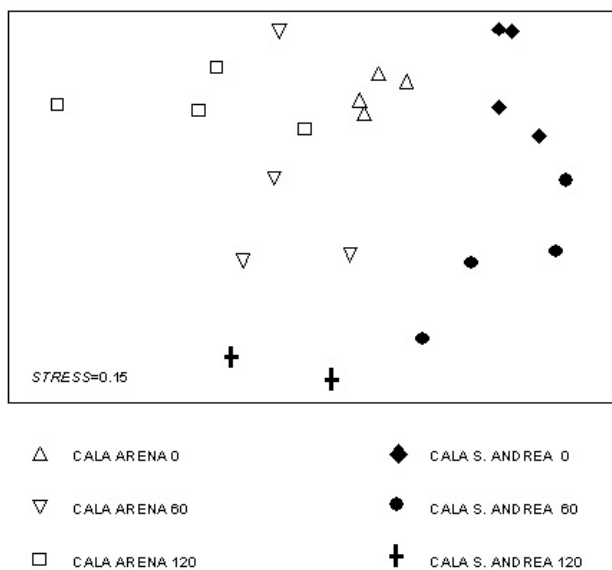 STRESS=0.15
CALA ARENA 0
CALA S. ANDREA 0
CALA ARENA 60
CALA S. ANDREA 60
CALA ARENA 120
CALA S. ANDREA 120